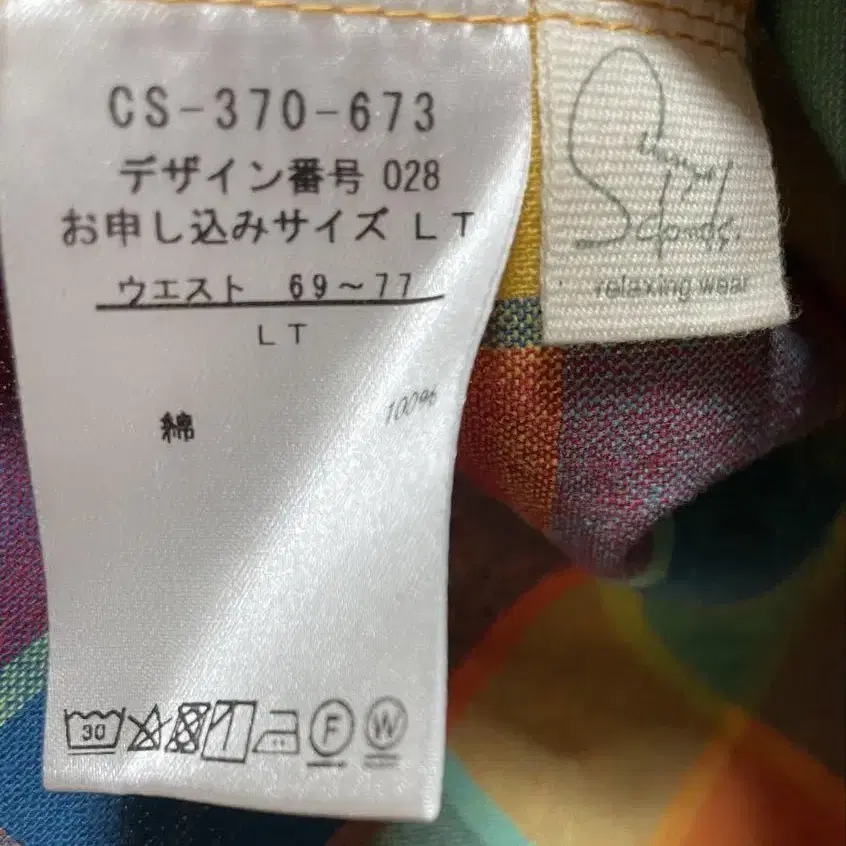 CS-370-673
デザイン番号 028
お申し込みサイズ LT
ウエスト 69～77
LT
綿 100%
30
F
W
relaxing wear